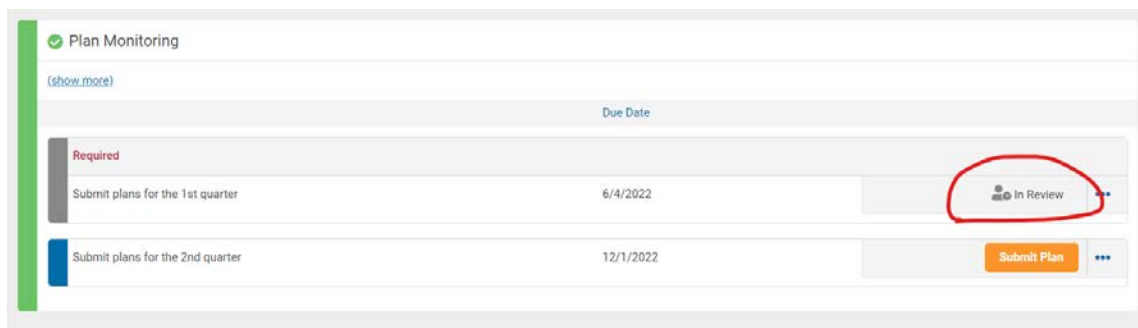 Plan Monitoring
(show more)
Due Date
Required
Submit plans for the 1st quarter 6/4/2022 In Review
Submit plans for the 2nd quarter 12/1/2022 Submit Plan